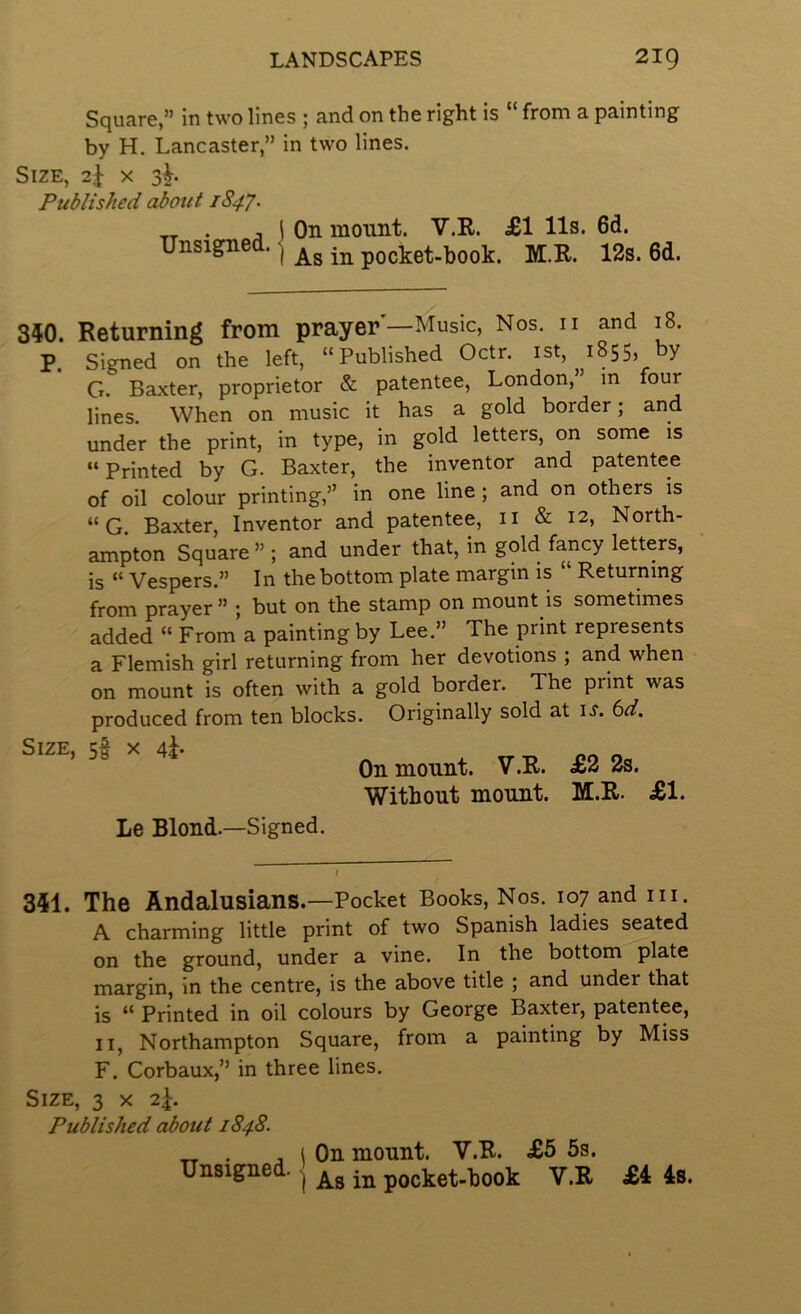 LANDSCAPES 219
Square,” in two lines ; and on the right is “ from a painting
by H. Lancaster,” in two lines.
SIZE, 2¼ × 3½.
Published about 1847.
Unsigned. { On mount. V.R. £1 11s. 6d.
As in pocket-book. M.R. 12s. 6d.
340. Returning from prayer—Music, Nos. 11 and 18.
P. Signed on the left, “Published Octr. 1st, 1855, by
G. Baxter, proprietor & patentee, London,” in four
lines. When on music it has a gold border ; and
under the print, in type, in gold letters, on some is
“ Printed by G. Baxter, the inventor and patentee
of oil colour printing,” in one line ; and on others is
“ G. Baxter, Inventor and patentee, 11 & 12, North-
ampton Square ” ; and under that, in gold fancy letters,
is “ Vespers.” In the bottom plate margin is “ Returning
from prayer ” ; but on the stamp on mount is sometimes
added “ From a painting by Lee.” The print represents
a Flemish girl returning from her devotions ; and when
on mount is often with a gold border. The print was
produced from ten blocks. Originally sold at 1s. 6d.
SIZE, 5⅝ × 4¼.
On mount. V.R. £2 2s.
Without mount. M.R. £1.
Le Blond.—Signed.
341. The Andalusians.—Pocket Books, Nos. 107 and 111.
A charming little print of two Spanish ladies seated
on the ground, under a vine. In the bottom plate
margin, in the centre, is the above title ; and under that
is “ Printed in oil colours by George Baxter, patentee,
11, Northampton Square, from a painting by Miss
F. Corbaux,” in three lines.
SIZE, 3 × 2¼.
Published about 1848.
Unsigned. { On mount. V.R. £5 5s.
As in pocket-book V.R £4 4s.